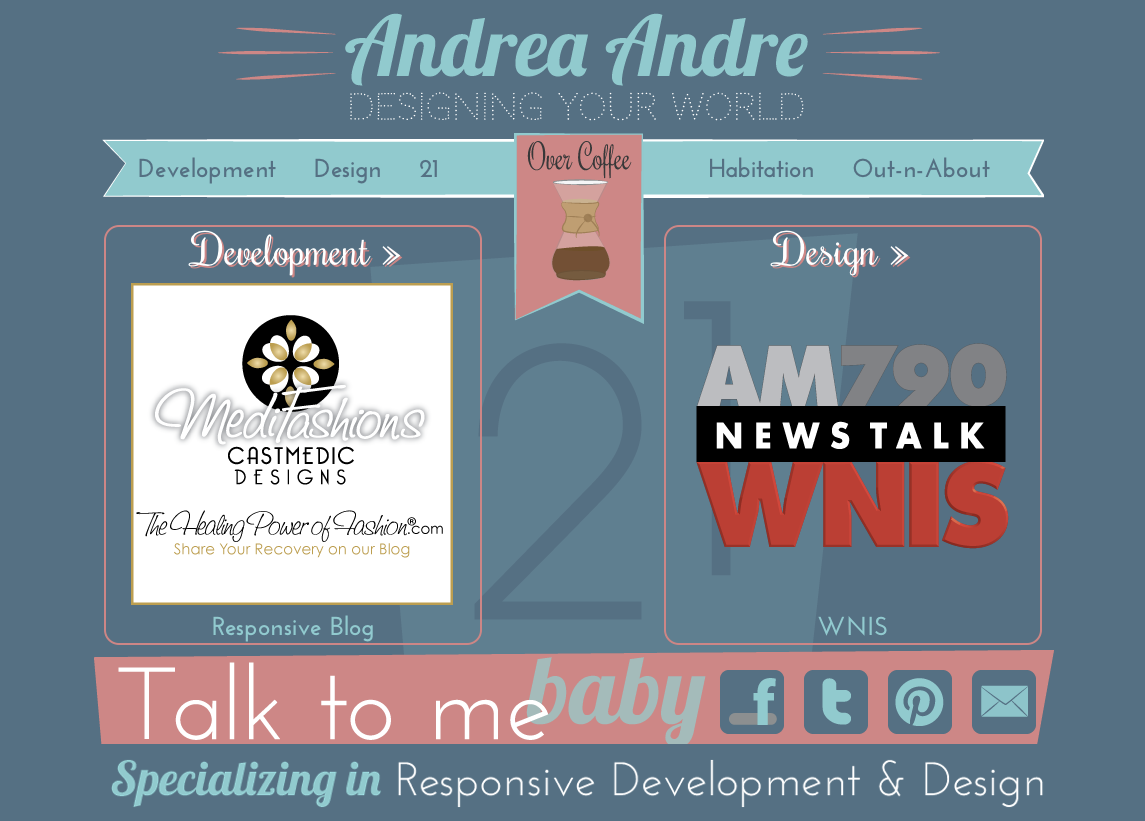 Andrea Andre
DESIGNING YOUR WORLD
Development Design 21 Over Coffee Habitation Out-n-About
Development »
Design »
21
MediFashions
CASTMEDIC
DESIGNS
The Healing Power of Fashion®.com
Share Your Recovery on our Blog
Responsive Blog
AM790
NEWS TALK
WNIS
WNIS
Talk to me baby f t
Specializing in Responsive Development & Design